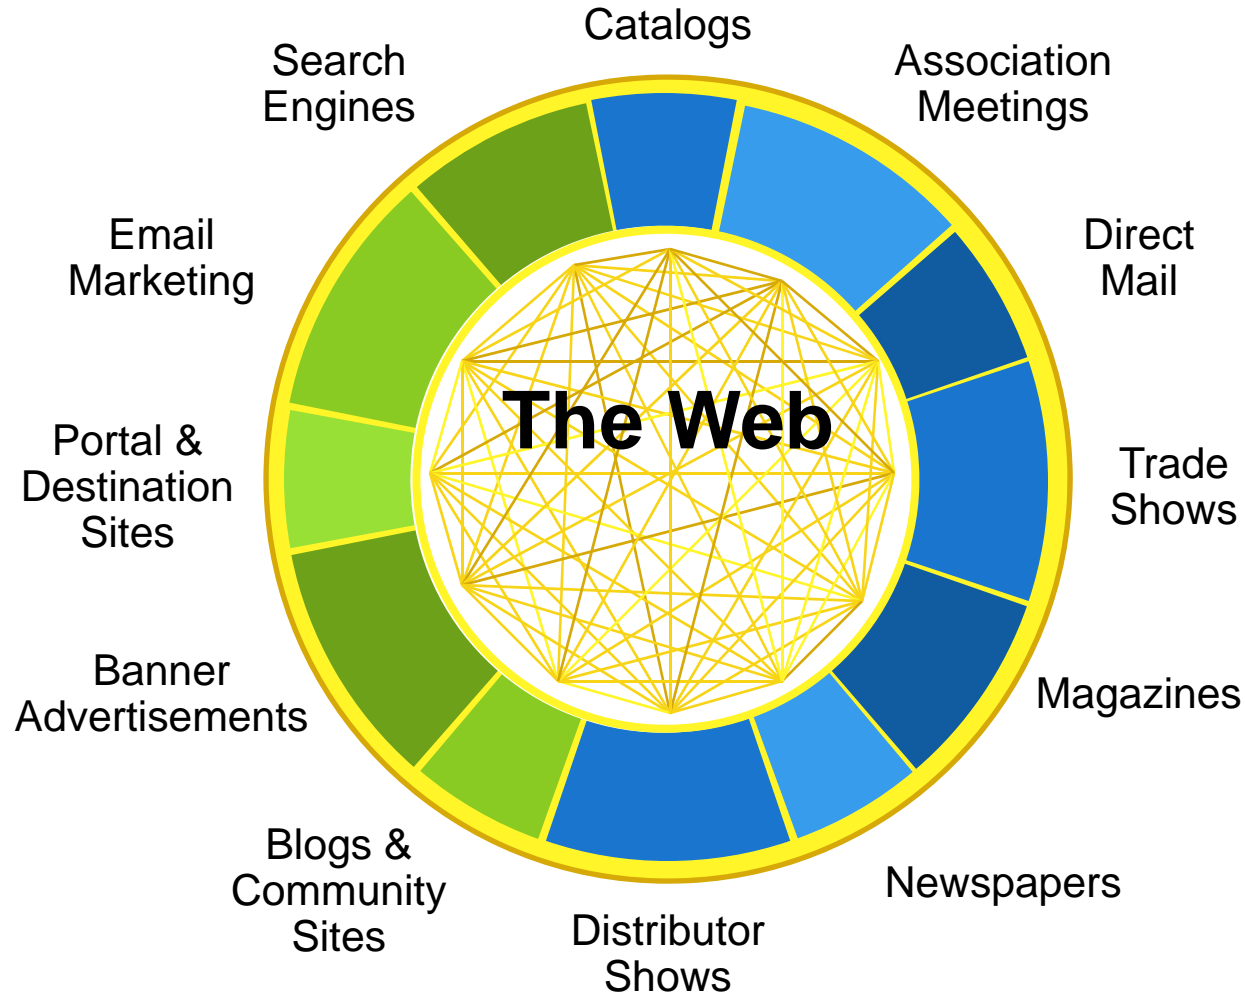 Catalogs
Association
Meetings
Direct
Mail
Trade
Shows
Magazines
Newspapers
Distributor
Shows
Blogs &
Community
Sites
Banner
Advertisements
Portal &
Destination
Sites
Email
Marketing
Search
Engines
The Web